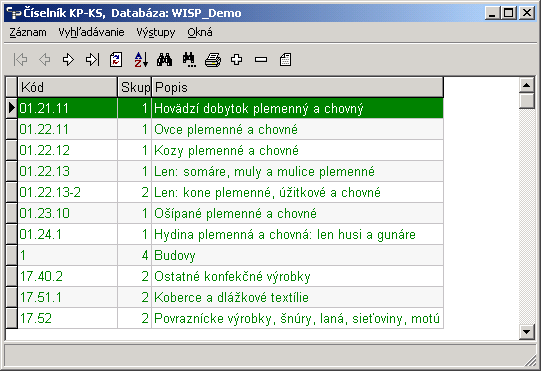 Číselník KP-KS, Databáza: WISP_Demo
Záznam Vyhľadávanie Výstupy Okná
Kód Skup Popis
01.21.11 1 Hovädzí dobytok plemenný a chovný
01.22.11 1 Ovce plemenné a chovné
01.22.12 1 Kozy plemenné a chovné
01.22.13 1 Len: somáre, muly a mulice plemenné
01.22.13-2 2 Len: kone plemenné, úžitkové a chovné
01.23.10 1 Ošípané plemenné a chovné
01.24.1 1 Hydina plemenná a chovná: len husi a gunáre
1 4 Budovy
17.40.2 2 Ostatné konfekčné výrobky
17.51.1 2 Koberce a dlážkové textílie
17.52 2 Povraznícke výrobky, šnúry, laná, sieťoviny, motú